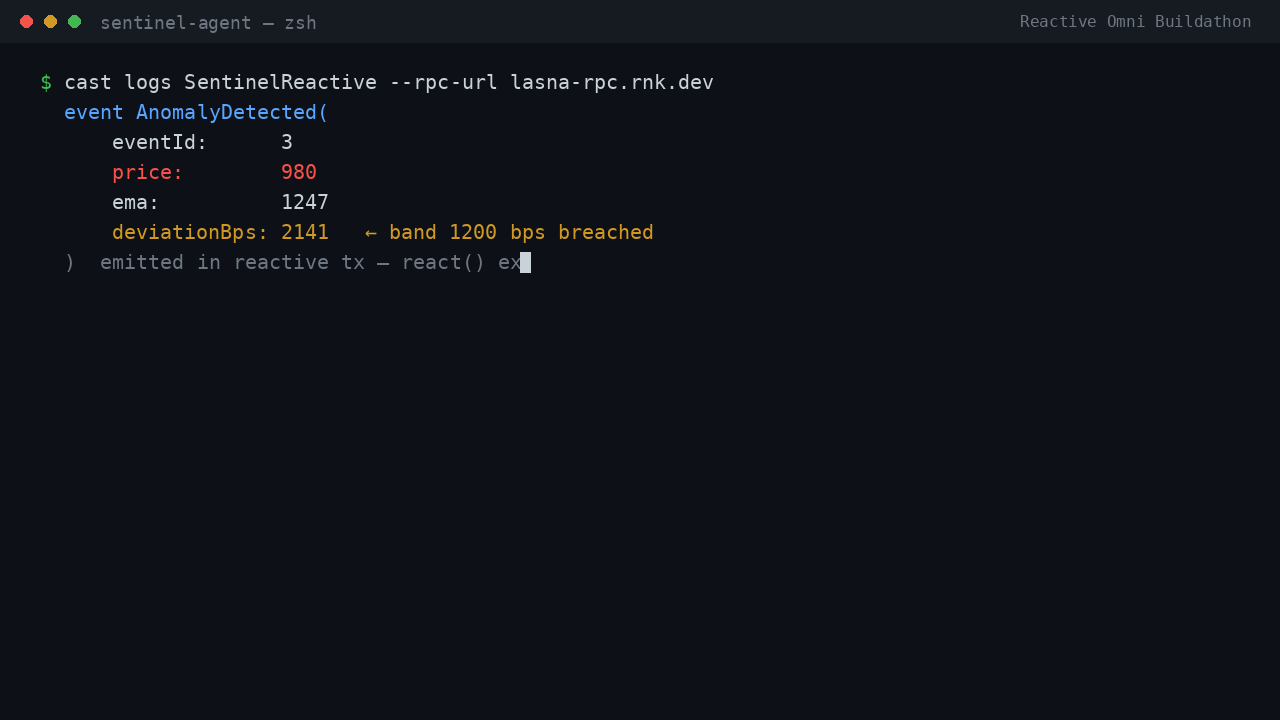 sentinel-agent — zsh
Reactive Omni Buildathon
$ cast logs SentinelReactive --rpc-url lasna-rpc.rnk.dev
event AnomalyDetected(
eventId: 3
price: 980
ema: 1247
deviationBps: 2141 ← band 1200 bps breached
) emitted in reactive tx — react() ex